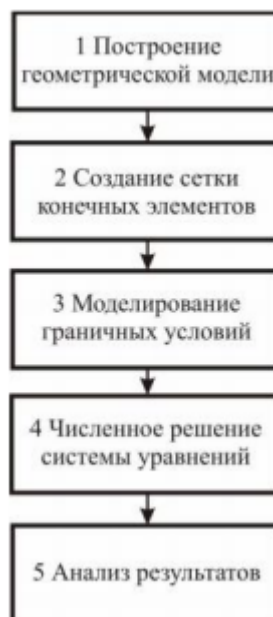 1 Построение
геометрической модели
2 Создание сетки
конечных элементов
3 Моделирование
граничных условий
4 Численное решение
системы уравнений
5 Анализ результатов